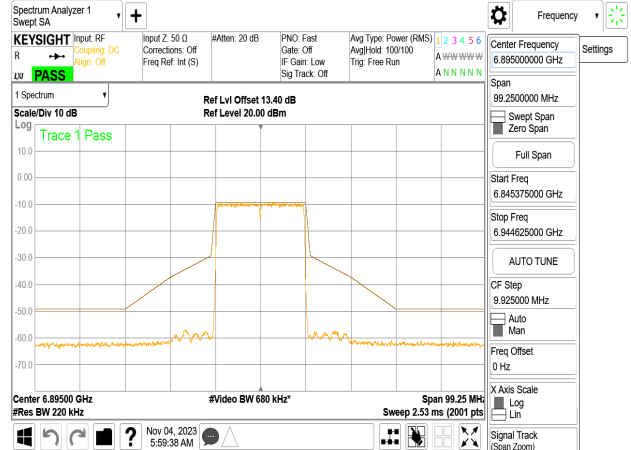 Spectrum Analyzer 1
Swept SA
Frequency
KEYSIGHT
R
PASS
Input: RF
Coupling: DC
Align: Off
Input Z: 50 Ω
Corrections: Off
Freq Ref: Int (S)
#Atten: 20 dB
PNO: Fast
Gate: Off
IF Gain: Low
Sig Track: Off
Avg Type: Power (RMS)
Avg|Hold: 100/100
Trig: Free Run
1 2 3 4 5 6
A W W W W W
A N N N N N
Center Frequency
6.895000000 GHz
Settings
1 Spectrum
Scale/Div 10 dB
Ref Lvl Offset 13.40 dB
Ref Level 20.00 dBm
Span
99.2500000 MHz
Swept Span
Zero Span
Full Span
Start Freq
6.845375000 GHz
Stop Freq
6.944625000 GHz
AUTO TUNE
CF Step
9.925000 MHz
Auto
Man
Freq Offset
0 Hz
X Axis Scale
Log
Lin
Signal Track
(Span Zoom)
Log
Trace 1 Pass
10.0
0.00
-10.0
-20.0
-30.0
-40.0
-50.0
-60.0
-70.0
Center 6.89500 GHz
#Res BW 220 kHz
#Video BW 680 kHz*
Span 99.25 MHz
Sweep 2.53 ms (2001 pts
Nov 04, 2023
5:59:38 AM